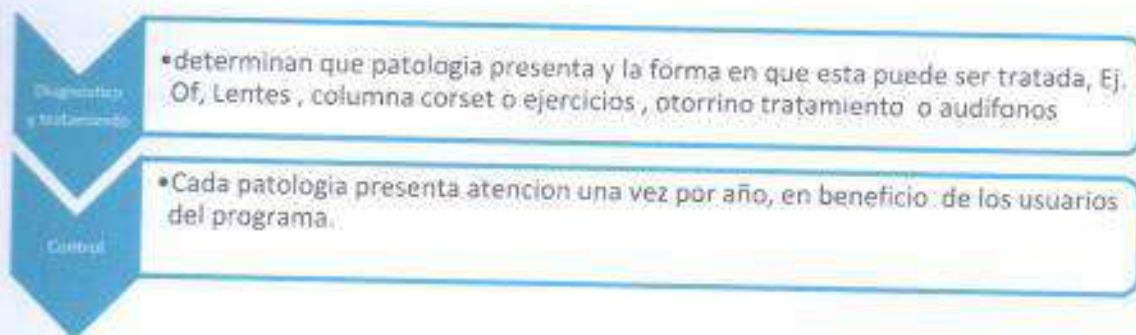 Diagnostico
y tratamiento
•determinan que patologia presenta y la forma en que esta puede ser tratada, Ej.
Of, Lentes , columna corset o ejercicios , otorrino tratamiento o audífonos
Control
•Cada patologia presenta atencion una vez por año, en beneficio de los usuarios
del programa.